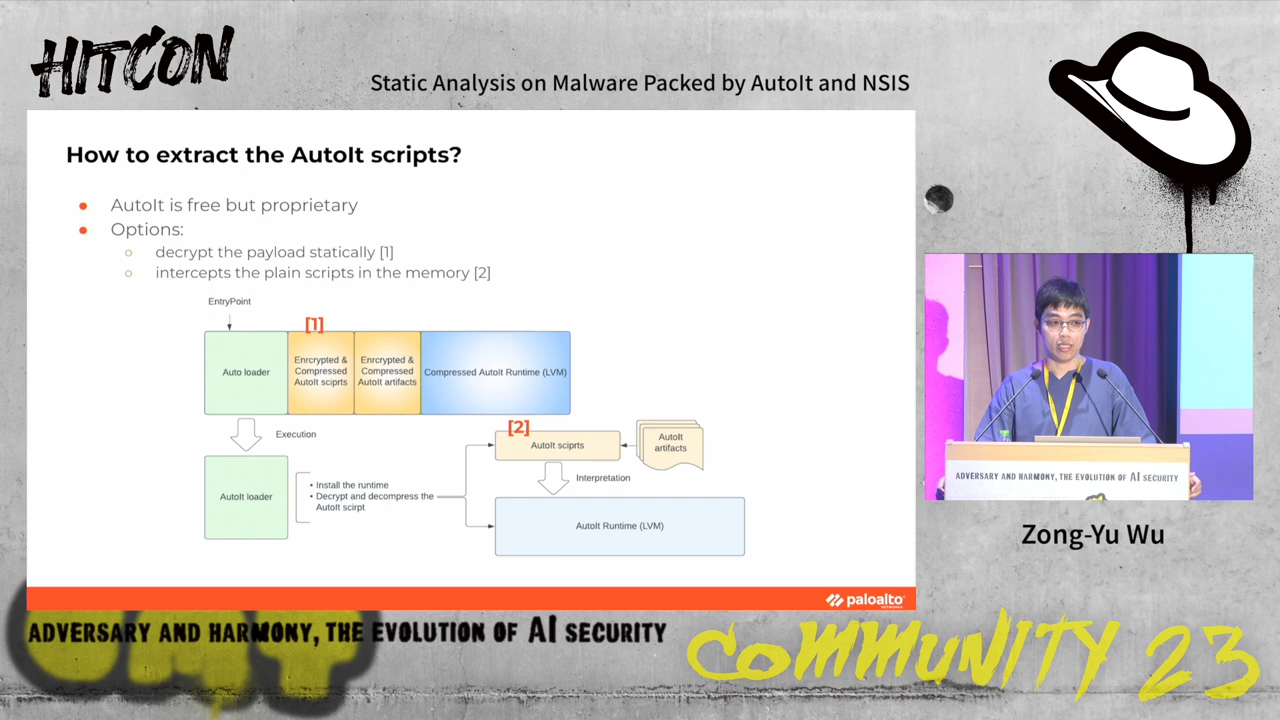 HITCON
Static Analysis on Malware Packed by AutoIt and NSIS
How to extract the AutoIt scripts?
● AutoIt is free but proprietary
● Options:
○ decrypt the payload statically [1]
○ intercepts the plain scripts in the memory [2]
EntryPoint
[1]
Auto loader
Enrcrypted &
Compressed
AutoIt sciprts
Enrcrypted &
Compressed
AutoIt artifacts
Compressed AutoIt Runtime (LVM)
Execution
[2]
AutoIt sciprts
AutoIt
artifacts
AutoIt loader
• Install the runtime
• Decrypt and decompress the
AutoIt scirpt
Interpretation
AutoIt Runtime (LVM)
paloalto
NETWORKS
ADVERSARY AND HARMONY, THE EVOLUTION OF AI SECURITY
Zong-Yu Wu
ADVERSARY AND HARMONY, THE EVOLUTION OF AI SECURITY
COMMUNITY 23